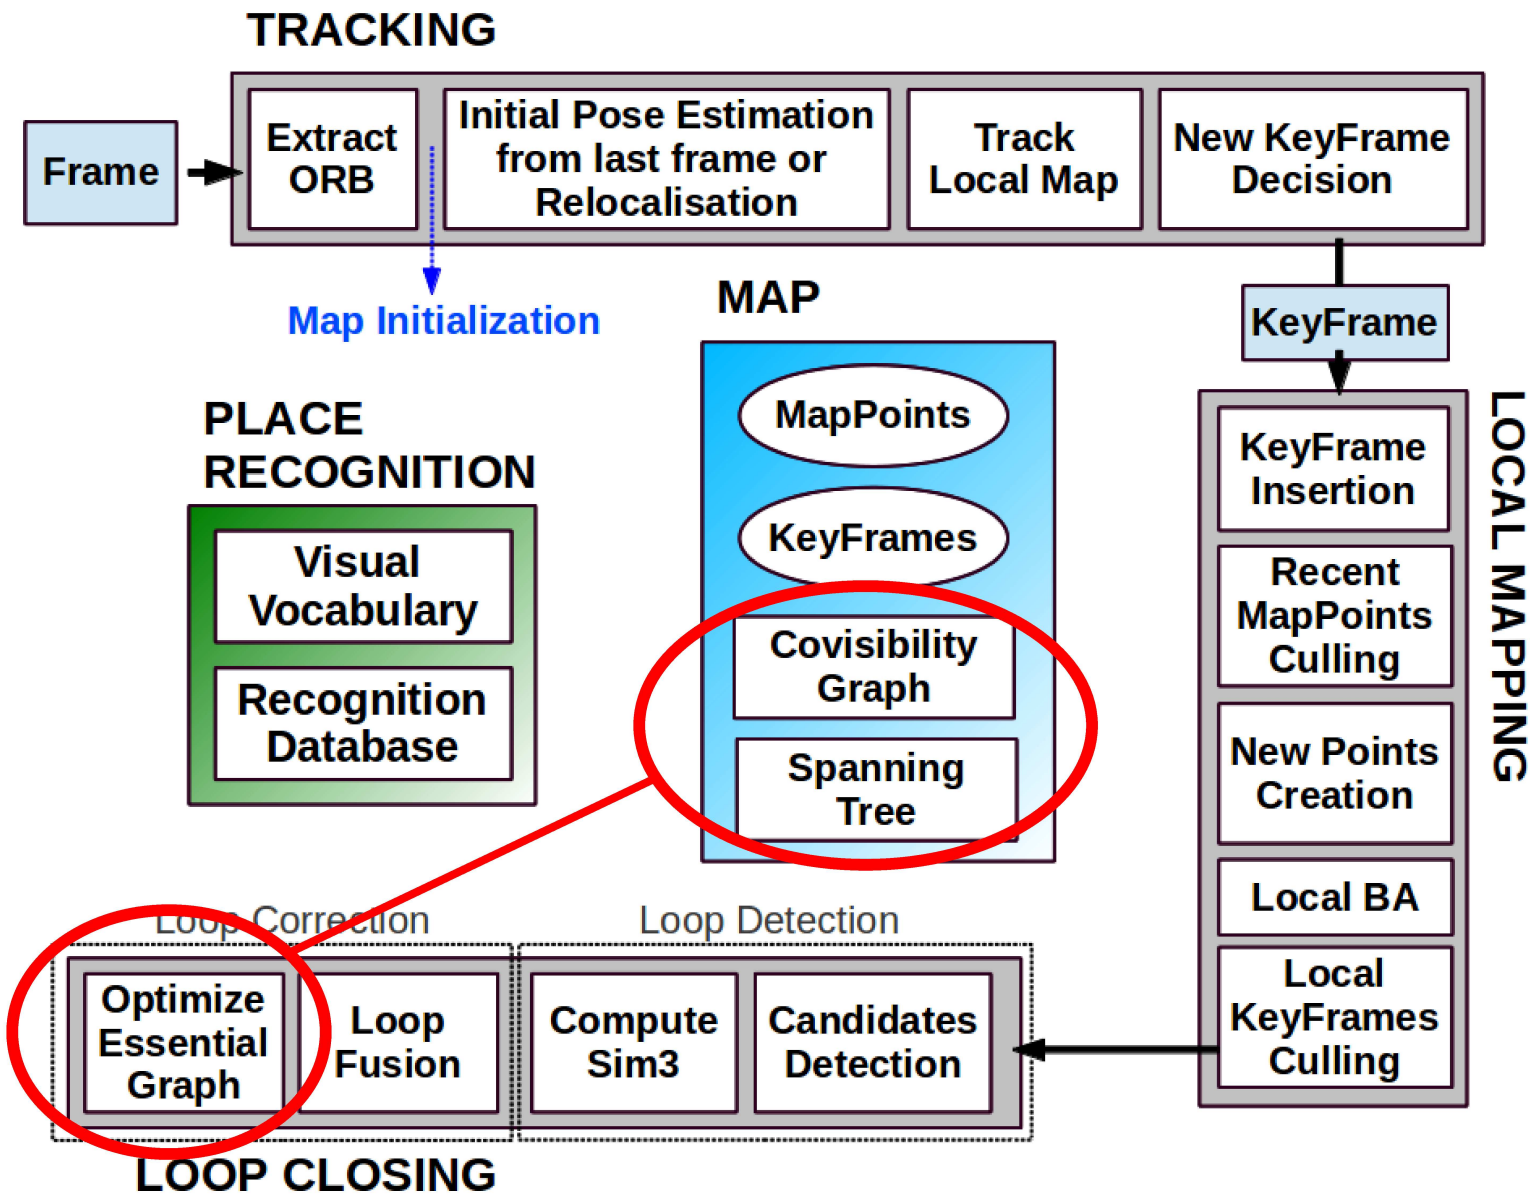 TRACKING
Frame
Extract
ORB
Initial Pose Estimation
from last frame or
Relocalisation
Track
Local Map
New KeyFrame
Decision
Map Initialization
MAP
KeyFrame
PLACE
RECOGNITION
Visual
Vocabulary
Recognition
Database
MapPoints
KeyFrames
Covisibility
Graph
Spanning
Tree
LOCAL MAPPING
KeyFrame
Insertion
Recent
MapPoints
Culling
New Points
Creation
Local BA
Local
KeyFrames
Culling
Loop Correction
Loop Detection
Optimize
Essential
Graph
Loop
Fusion
Compute
Sim3
Candidates
Detection
LOOP CLOSING